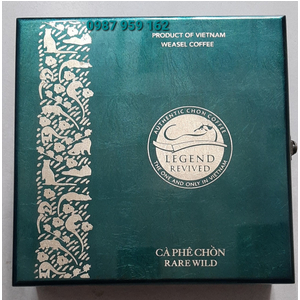 0987 959 162
PRODUCT OF VIETNAM
WEASEL COFFEE
AUTHENTIC CHON COFFEE
LEGEND
REVIVED
THE ONE AND ONLY IN VIETNAM
CÀ PHÊ CHỒN
RARE WILD